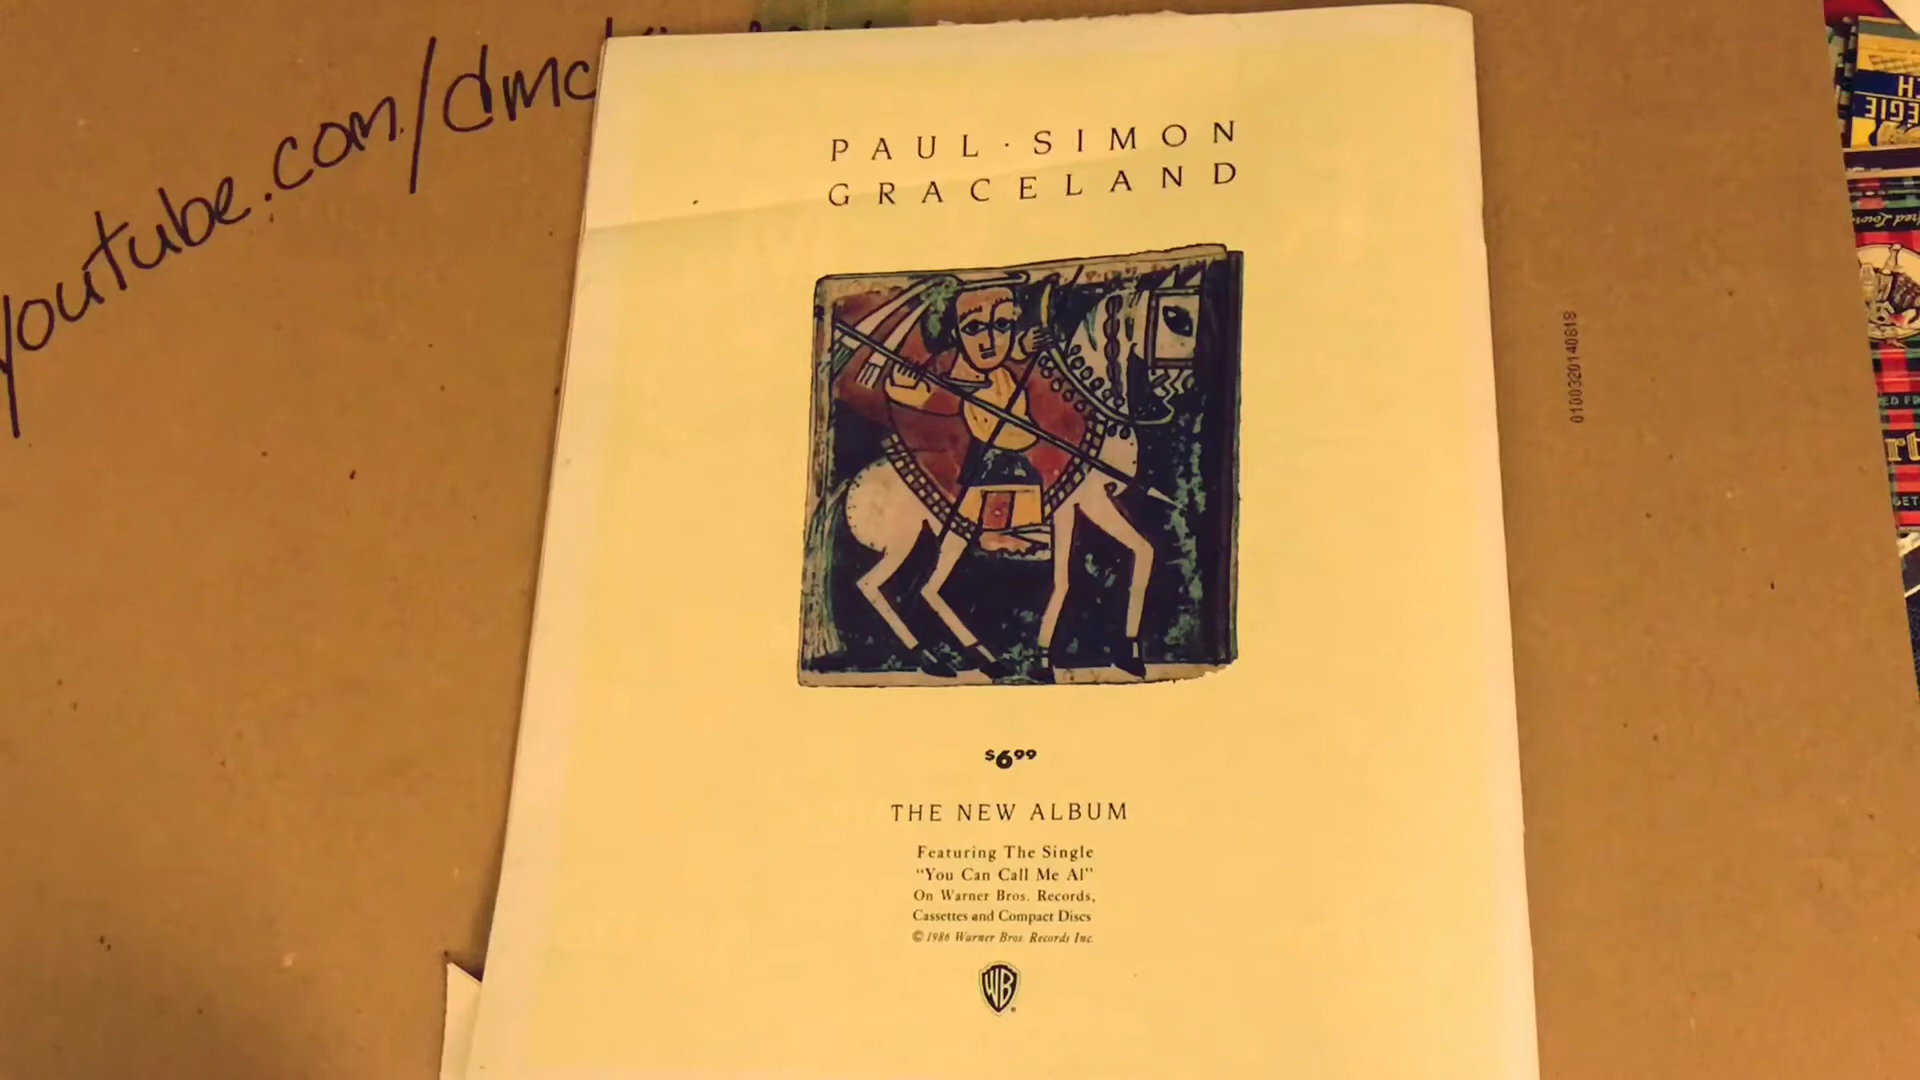 youtube.com/dmc
PAUL · SIMON
GRACELAND
$6.99
THE NEW ALBUM
Featuring The Single
“You Can Call Me Al”
On Warner Bros. Records,
Cassettes and Compact Discs
© 1986 Warner Bros. Records Inc.
WB
0100320140818